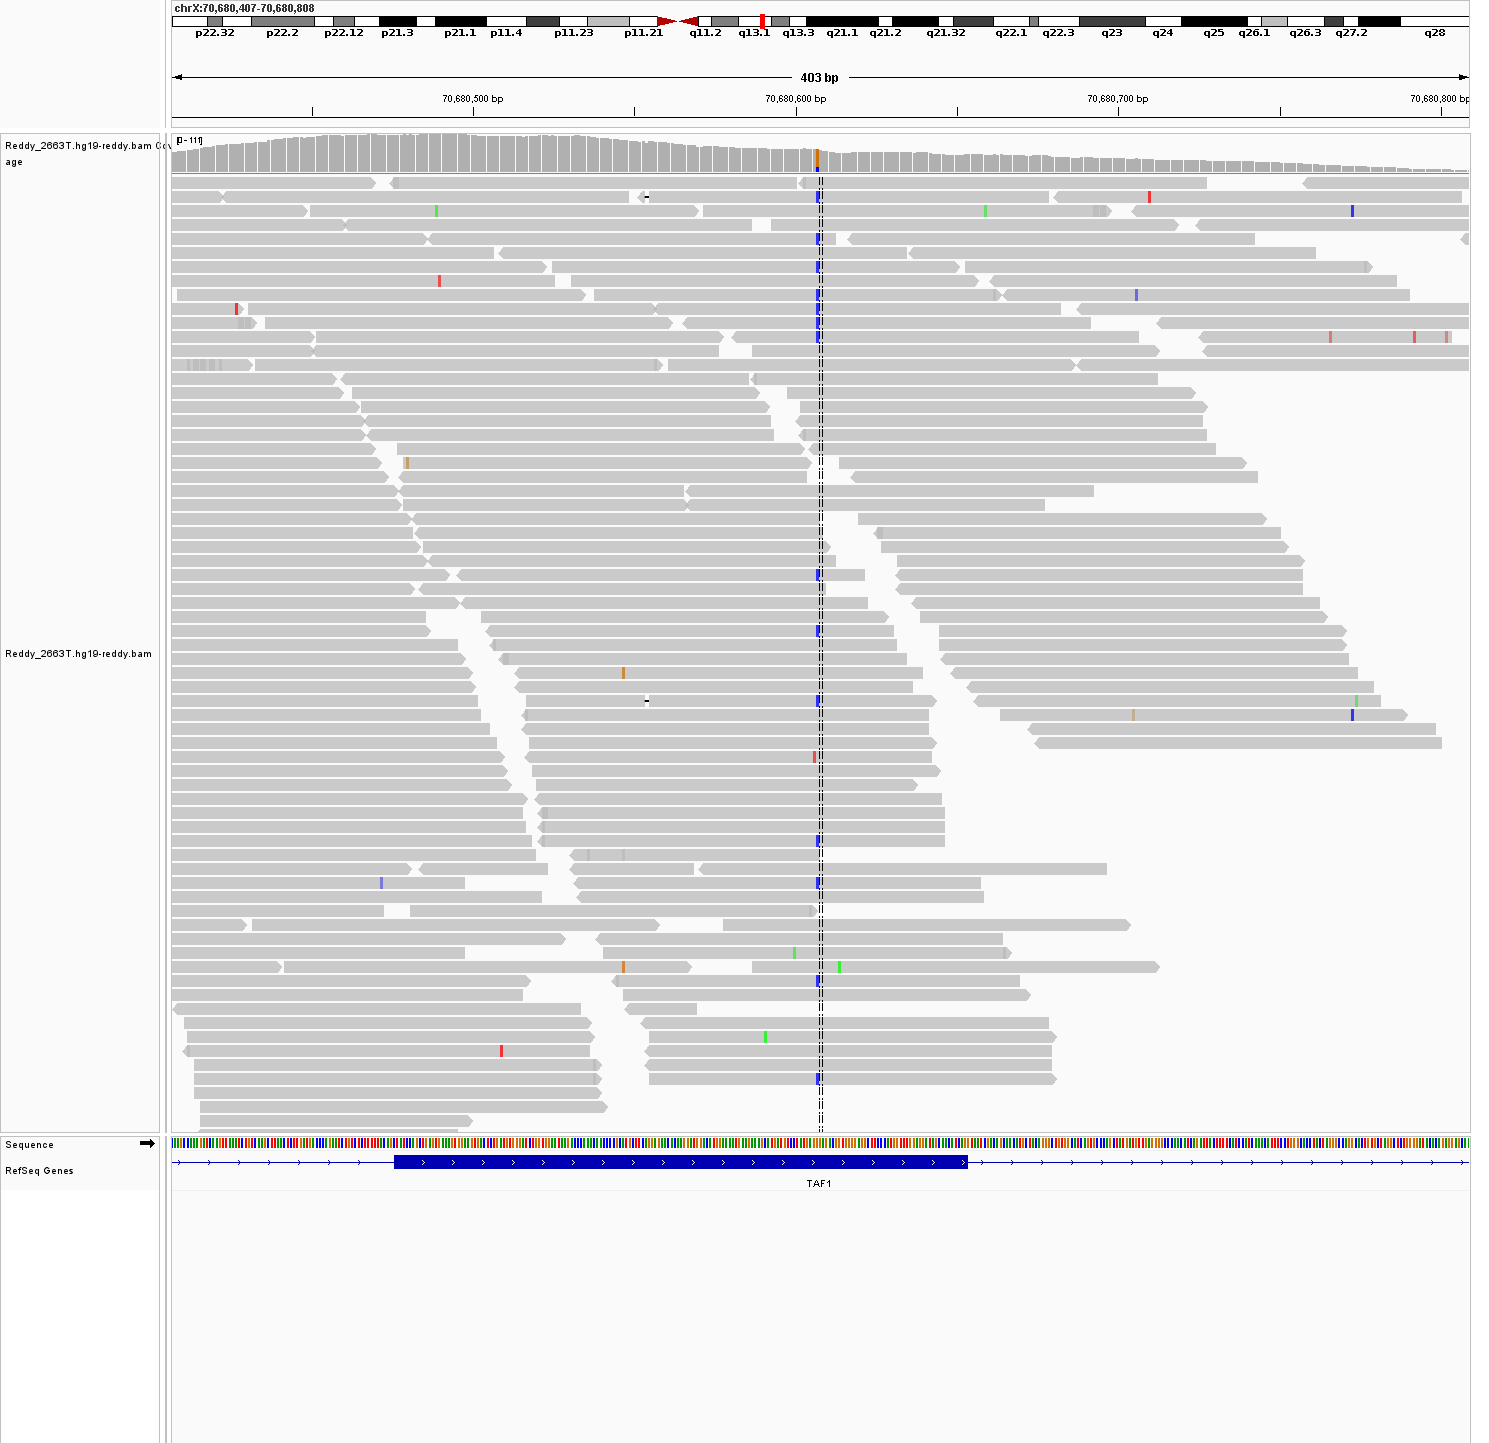 chrX:70,680,407-70,680,808
p22.32 p22.2 p22.12 p21.3 p21.1 p11.4 p11.23 p11.21 q11.2 q13.1 q13.3 q21.1 q21.2 q21.32 q22.1 q22.3 q23 q24 q25 q26.1 q26.3 q27.2 q28
403 bp
70,680,500 bp 70,680,600 bp 70,680,700 bp 70,680,800 bp
[0 - 111]
Reddy_2663T.hg19-reddy.bam Cov
age
Reddy_2663T.hg19-reddy.bam
Sequence
RefSeq Genes
TAF1